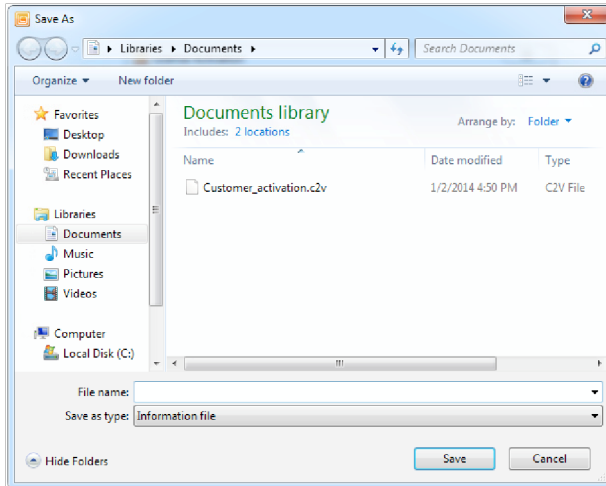 Save As
Libraries Documents
Search Documents
Organize New folder
Favorites
Desktop
Downloads
Recent Places
Libraries
Documents
Music
Pictures
Videos
Computer
Local Disk (C:)
Documents library
Includes: 2 locations
Arrange by: Folder
Name Date modified Type
Customer_activation.c2v 1/2/2014 4:50 PM C2V File
File name:
Save as type: Information file
Hide Folders Save Cancel